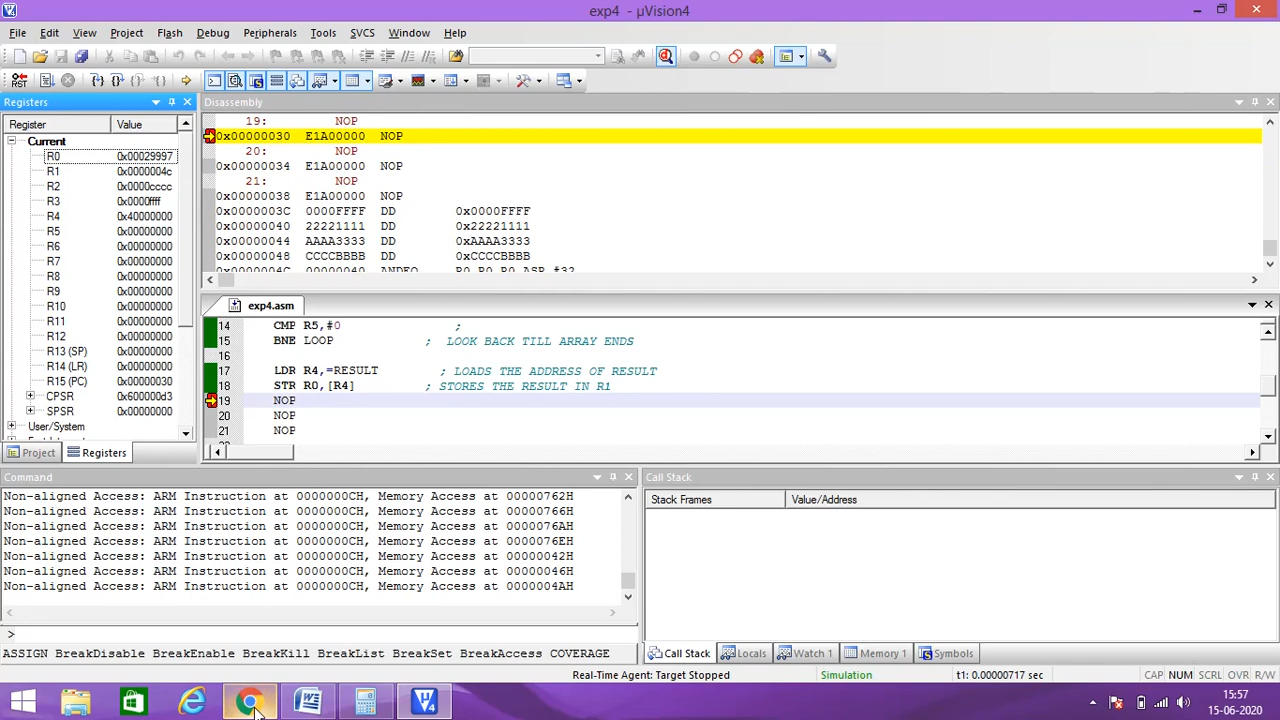 exp4 - µVision4
File Edit View Project Flash Debug Peripherals Tools SVCS Window Help
RST
Registers
Register Value
Current
R0 0x00029997
R1 0x0000004c
R2 0x0000cccc
R3 0x0000ffff
R4 0x40000000
R5 0x00000000
R6 0x00000000
R7 0x00000000
R8 0x00000000
R9 0x00000000
R10 0x00000000
R11 0x00000000
R12 0x00000000
R13 (SP) 0x00000000
R14 (LR) 0x00000000
R15 (PC) 0x00000030
CPSR 0x600000d3
SPSR 0x00000000
User/System
Project Registers
Disassembly
19: NOP
0x00000030 E1A00000 NOP
20: NOP
0x00000034 E1A00000 NOP
21: NOP
0x00000038 E1A00000 NOP
0x0000003C 0000FFFF DD 0x0000FFFF
0x00000040 22221111 DD 0x22221111
0x00000044 AAAA3333 DD 0xAAAA3333
0x00000048 CCCCBBBB DD 0xCCCCBBBB
exp4.asm
14 CMP R5,#0 ;
15 BNE LOOP ; LOOK BACK TILL ARRAY ENDS
16
17 LDR R4,=RESULT ; LOADS THE ADDRESS OF RESULT
18 STR R0,[R4] ; STORES THE RESULT IN R1
19 NOP
20 NOP
21 NOP
Command
Non-aligned Access: ARM Instruction at 0000000CH, Memory Access at 00000762H
Non-aligned Access: ARM Instruction at 0000000CH, Memory Access at 00000766H
Non-aligned Access: ARM Instruction at 0000000CH, Memory Access at 0000076AH
Non-aligned Access: ARM Instruction at 0000000CH, Memory Access at 0000076EH
Non-aligned Access: ARM Instruction at 0000000CH, Memory Access at 00000042H
Non-aligned Access: ARM Instruction at 0000000CH, Memory Access at 00000046H
Non-aligned Access: ARM Instruction at 0000000CH, Memory Access at 0000004AH
>
ASSIGN BreakDisable BreakEnable BreakKill BreakList BreakSet BreakAccess COVERAGE
Call Stack
Stack Frames Value/Address
Call Stack Locals Watch 1 Memory 1 Symbols
Real-Time Agent: Target Stopped Simulation t1: 0.00000717 sec CAP NUM SCRL OVR R/W
15:57
15-06-2020